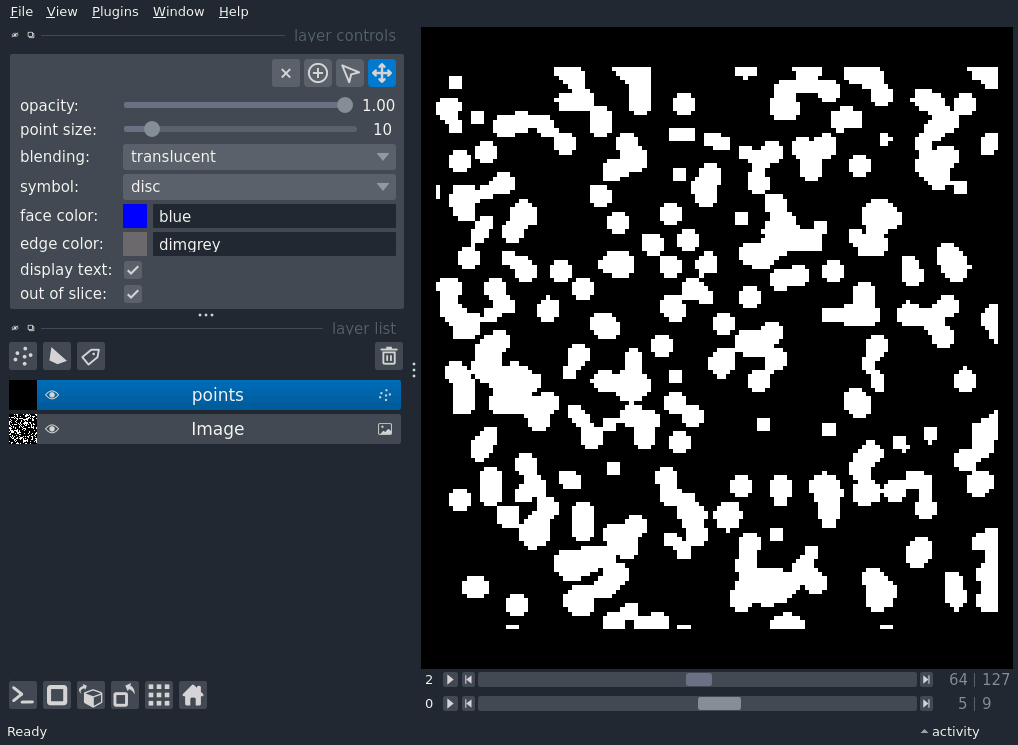 File View Plugins Window Help
layer controls
opacity: 1.00
point size: 10
blending: translucent
symbol: disc
face color: blue
edge color: dimgrey
display text:
out of slice:
layer list
points
Image
2 64 | 127
0 5 | 9
Ready activity